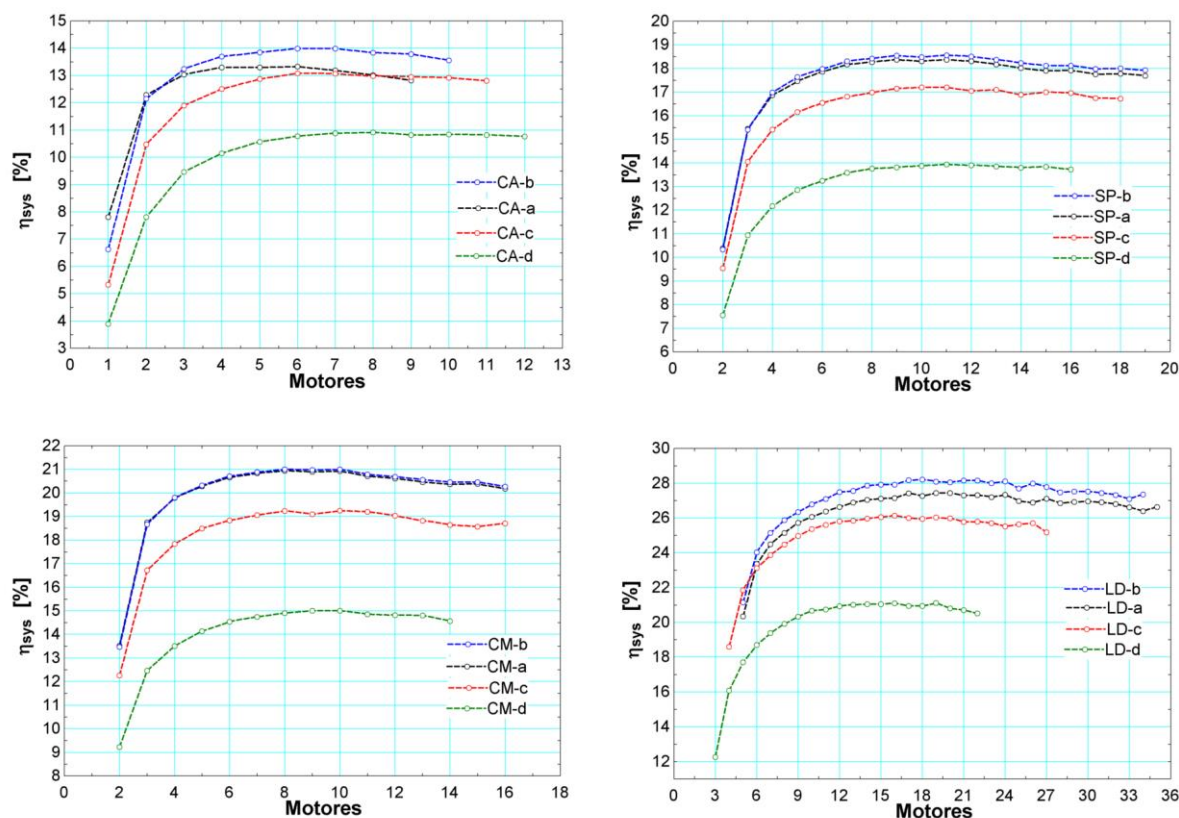 15
14
13
12
11
10
9
8
7
6
5
4
3
ηsys [%]
0 1 2 3 4 5 6 7 8 9 10 11 12 13
Motores
CA-b
CA-a
CA-c
CA-d
20
19
18
17
16
15
14
13
12
11
10
9
8
7
6
ηsys [%]
0 2 4 6 8 10 12 14 16 18 20
Motores
SP-b
SP-a
SP-c
SP-d
22
21
20
19
18
17
16
15
14
13
12
11
10
9
8
ηsys [%]
0 2 4 6 8 10 12 14 16 18
Motores
CM-b
CM-a
CM-c
CM-d
30
28
26
24
22
20
18
16
14
12
ηsys [%]
0 3 6 9 12 15 18 21 24 27 30 33 36
Motores
LD-b
LD-a
LD-c
LD-d